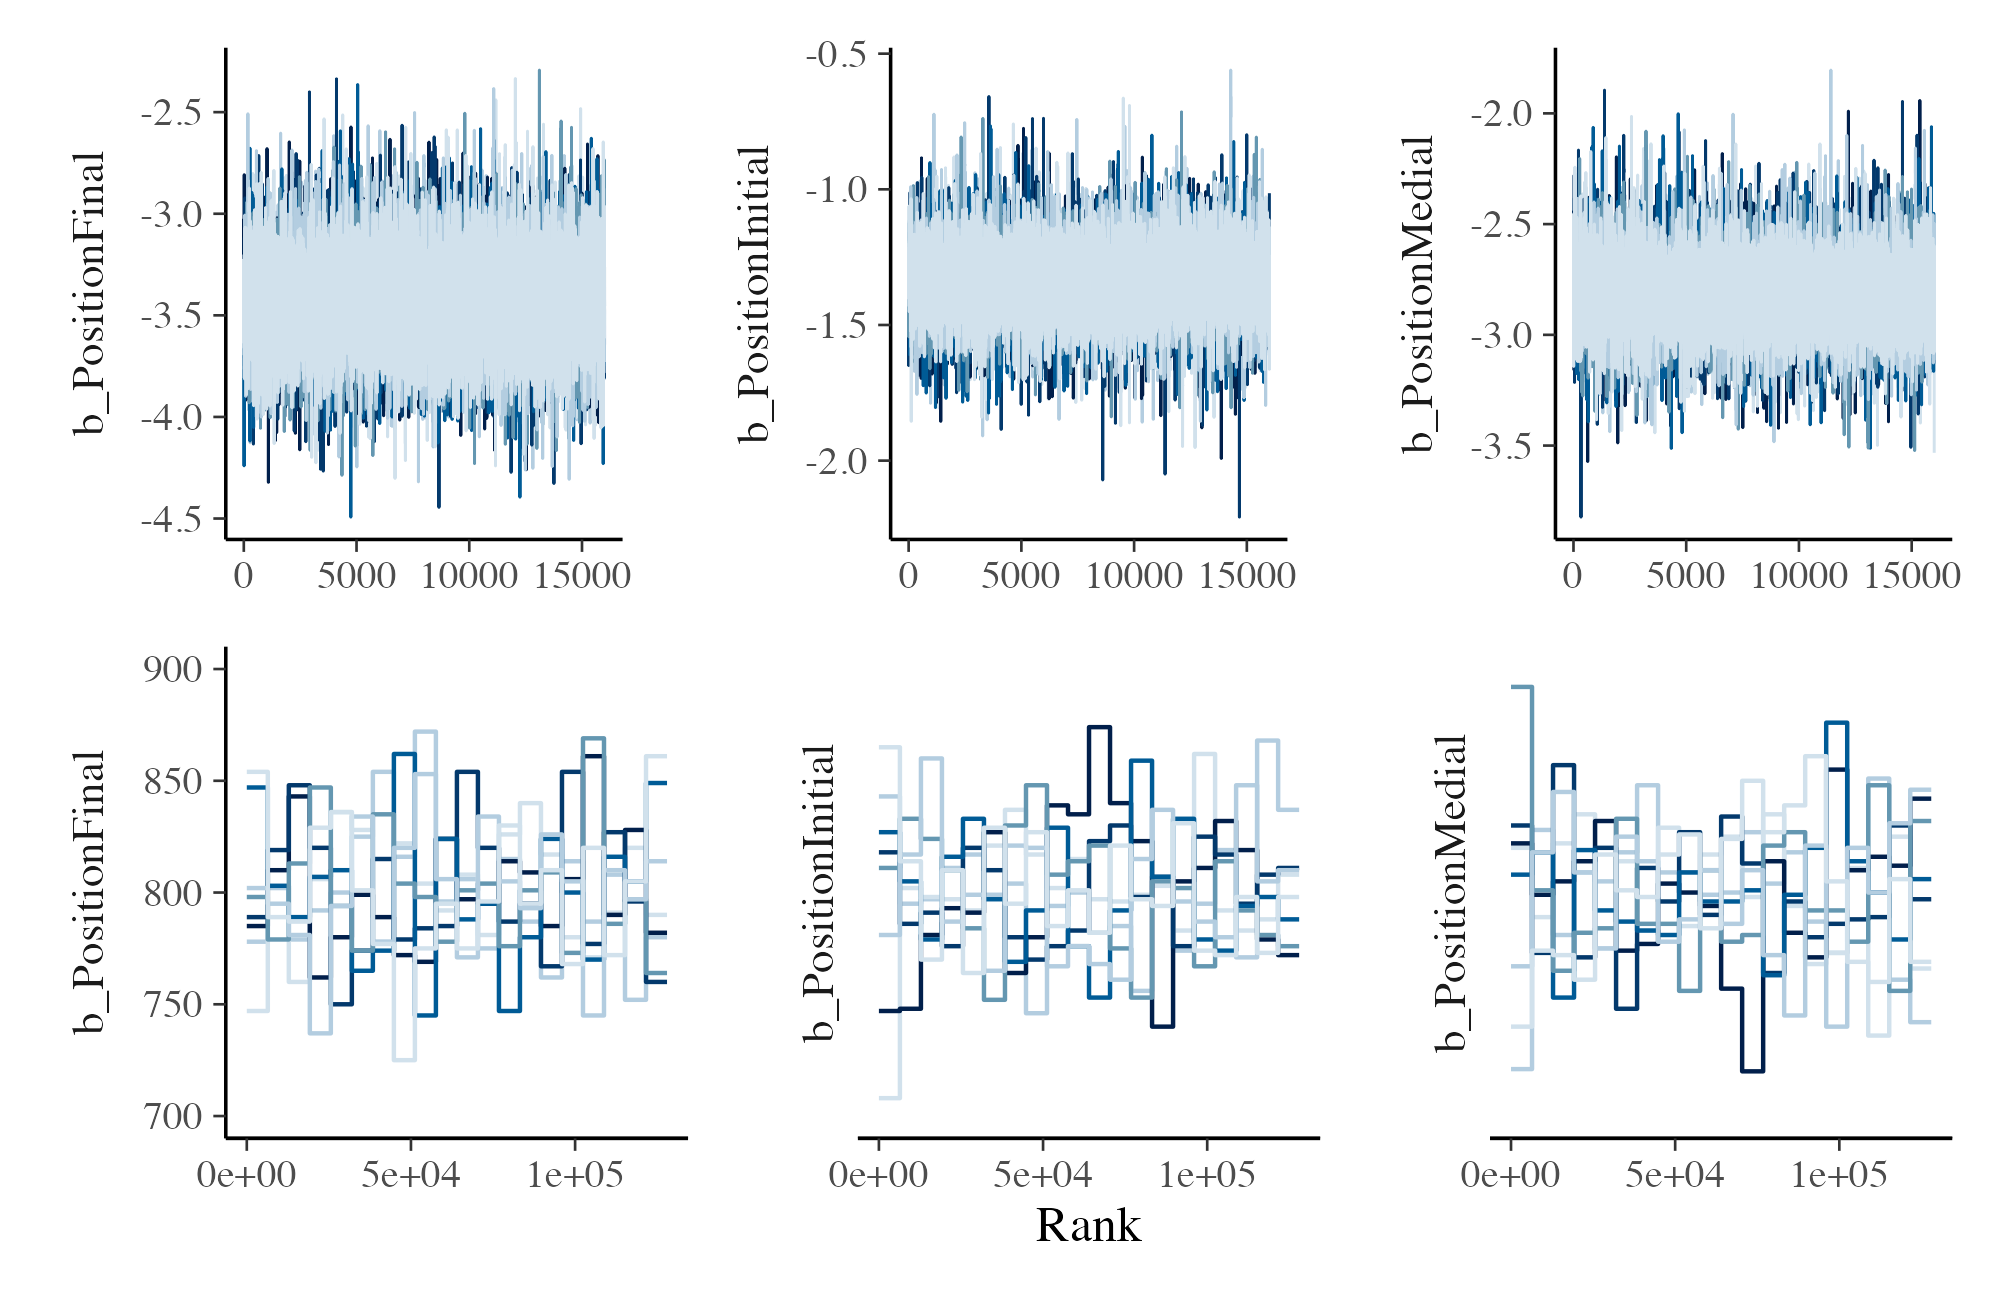 b_PositionFinal
-2.5
-3.0
-3.5
-4.0
-4.5
0 5000 10000 15000
b_PositionInitial
-0.5
-1.0
-1.5
-2.0
0 5000 10000 15000
b_PositionMedial
-2.0
-2.5
-3.0
-3.5
0 5000 10000 15000
b_PositionFinal
900
850
800
750
700
0e+00 5e+04 1e+05
b_PositionInitial
0e+00 5e+04 1e+05
b_PositionMedial
0e+00 5e+04 1e+05
Rank